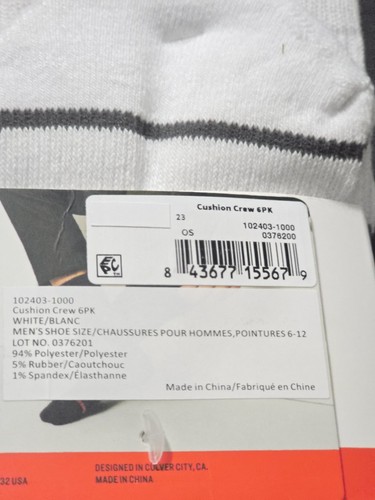 Cushion Crew 6PK
23
102403-1000
OS
0376200
8 43677 15567 9
102403-1000
Cushion Crew 6PK
WHITE/BLANC
MEN'S SHOE SIZE/CHAUSSURES POUR HOMMES,POINTURES 6-12
LOT NO. 0376201
94% Polyester/Polyester
5% Rubber/Caoutchouc
1% Spandex/Élasthanne
Made in China/Fabriqué en China
32 USA
DESIGNED IN CULVER CITY, CA.
MADE IN CHINA